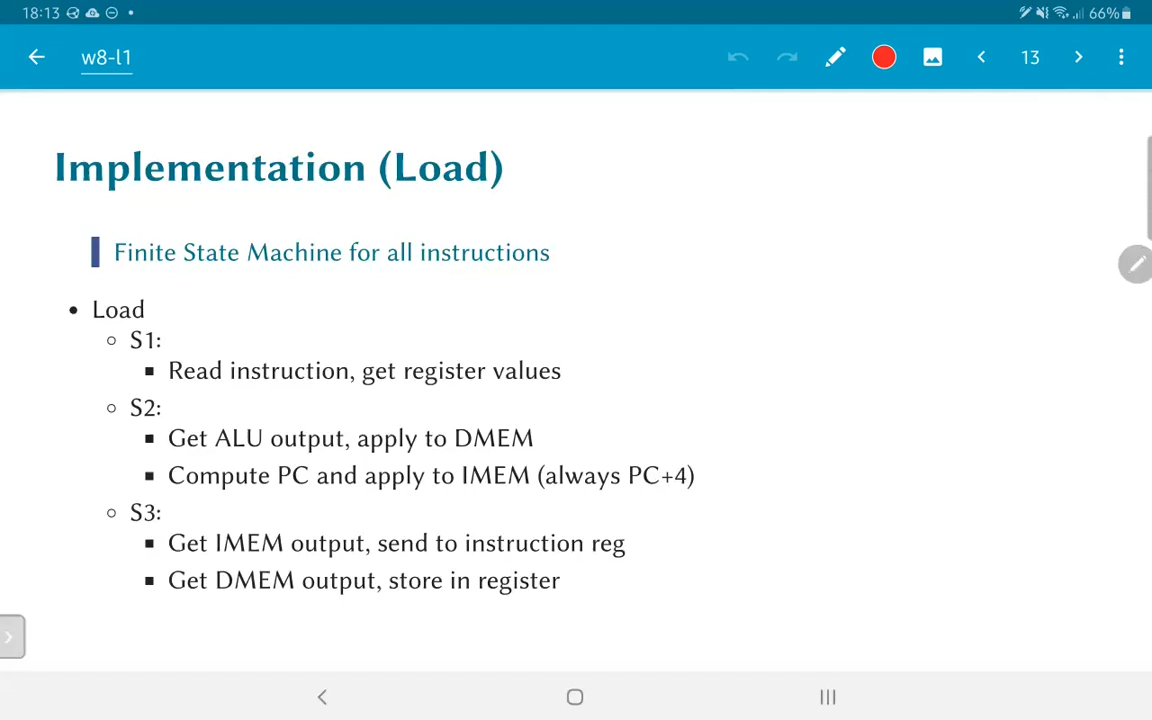 18:13 66%
w8-l1 13
Implementation (Load)
Finite State Machine for all instructions
• Load
○ S1:
▪ Read instruction, get register values
○ S2:
▪ Get ALU output, apply to DMEM
▪ Compute PC and apply to IMEM (always PC+4)
○ S3:
▪ Get IMEM output, send to instruction reg
▪ Get DMEM output, store in register